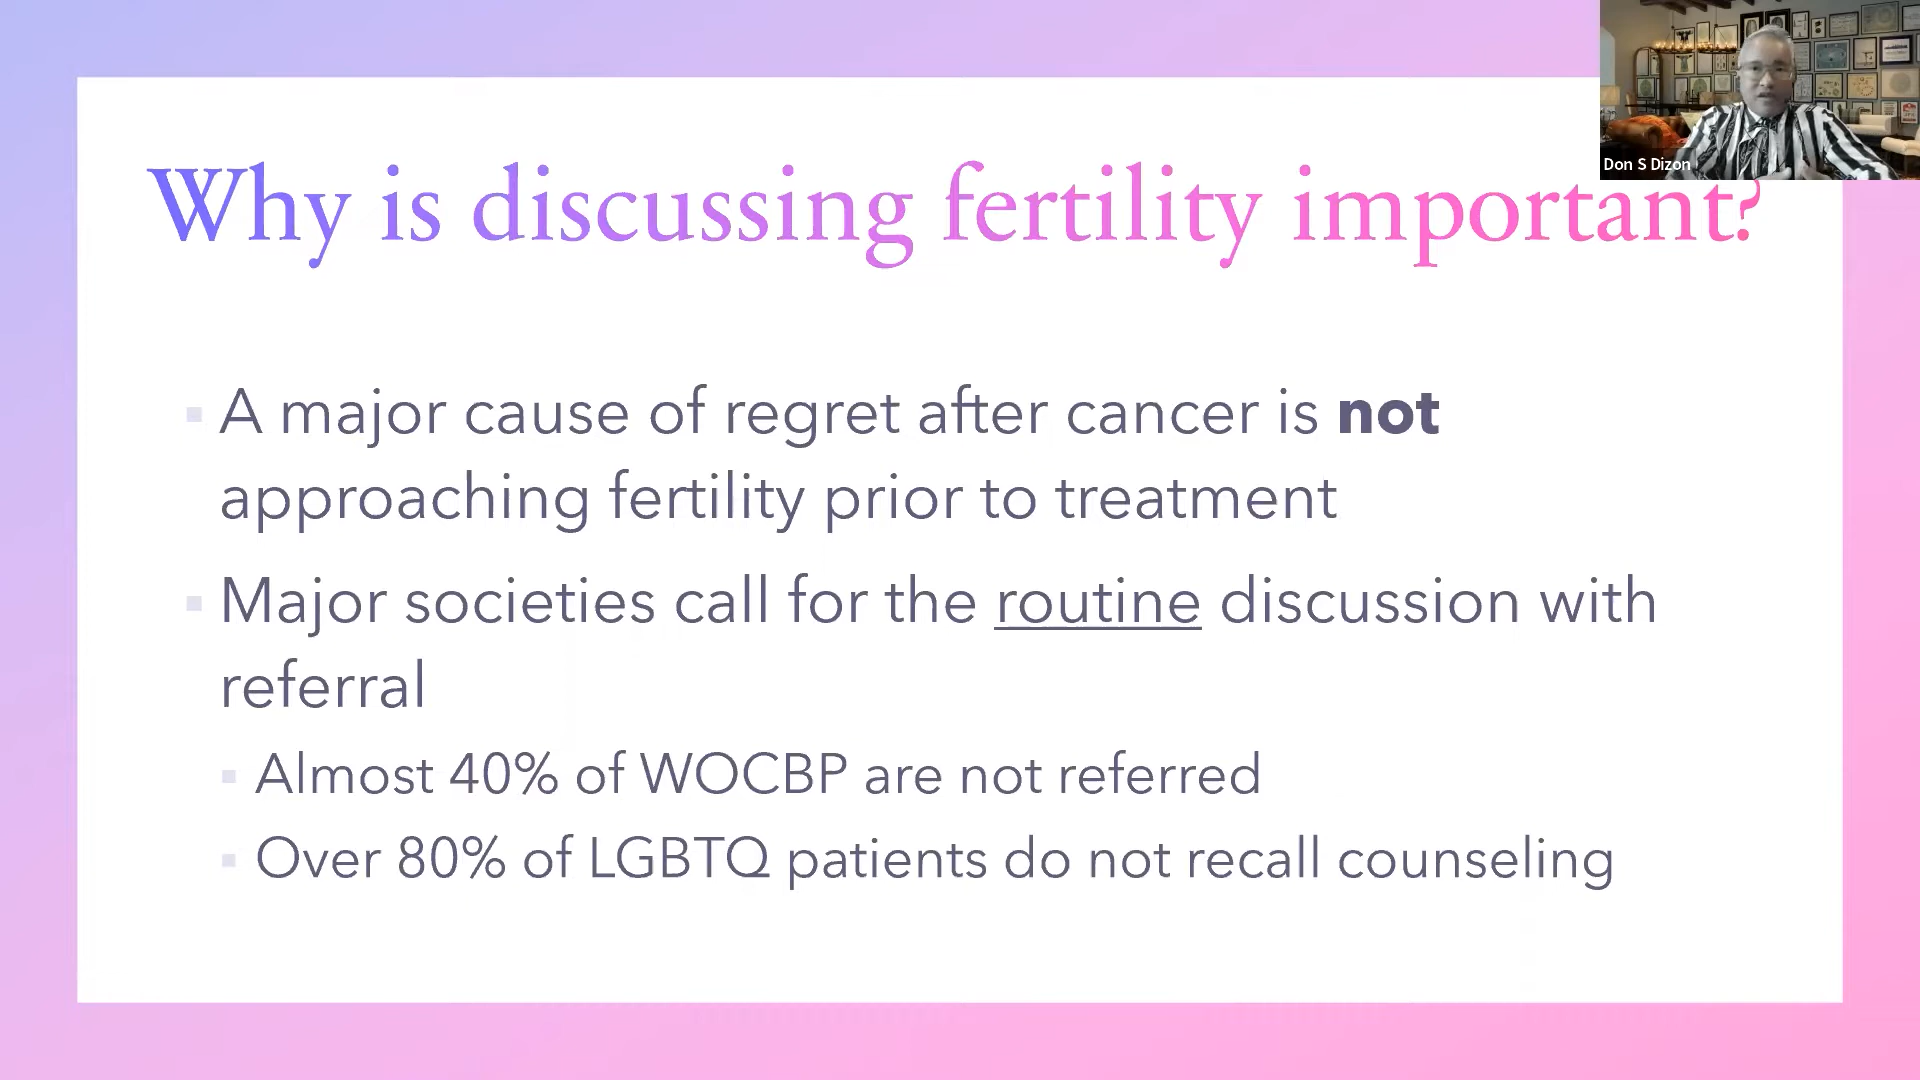 Don S Dizon
Why is discussing fertility important?
A major cause of regret after cancer is not
approaching fertility prior to treatment
Major societies call for the routine discussion with
referral
Almost 40% of WOCBP are not referred
Over 80% of LGBTQ patients do not recall counseling